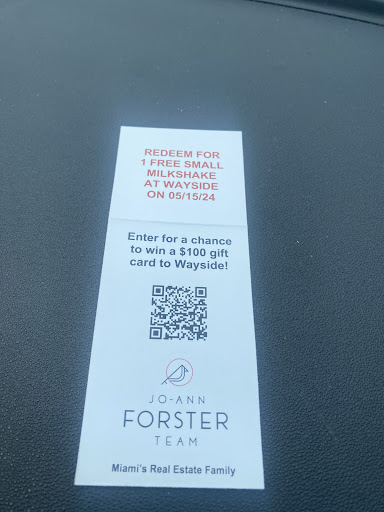 REDEEM FOR
1 FREE SMALL
MILKSHAKE
AT WAYSIDE
ON 05/15/24
Enter for a chance
to win a $100 gift
card to Wayside!
JO-ANN
FORSTER
TEAM
Miami's Real Estate Family